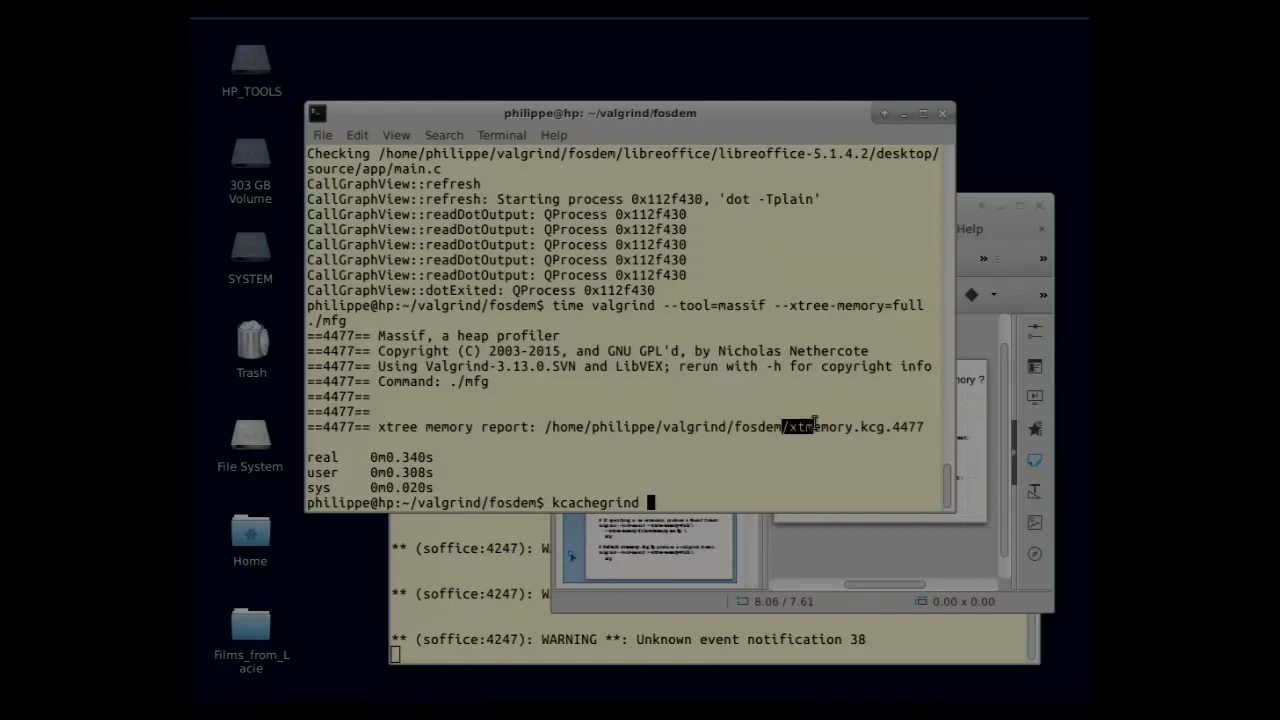 HP_TOOLS
303 GB
Volume
SYSTEM
Trash
File System
Home
Films_from_L
acie
philippe@hp: ~/valgrind/fosdem
File Edit View Search Terminal Help
Checking /home/philippe/valgrind/fosdem/libreoffice/libreoffice-5.1.4.2/desktop/
source/app/main.c
CallGraphView::refresh
CallGraphView::refresh: Starting process 0x112f430, 'dot -Tplain'
CallGraphView::readDotOutput: QProcess 0x112f430
CallGraphView::readDotOutput: QProcess 0x112f430
CallGraphView::readDotOutput: QProcess 0x112f430
CallGraphView::readDotOutput: QProcess 0x112f430
CallGraphView::readDotOutput: QProcess 0x112f430
CallGraphView::dotExited: QProcess 0x112f430
philippe@hp:~/valgrind/fosdem$ time valgrind --tool=massif --xtree-memory=full
./mfg
==4477== Massif, a heap profiler
==4477== Copyright (C) 2003-2015, and GNU GPL'd, by Nicholas Nethercote
==4477== Using Valgrind-3.13.0.SVN and LibVEX; rerun with -h for copyright info
==4477== Command: ./mfg
==4477==
==4477==
==4477== xtree memory report: /home/philippe/valgrind/fosdem/xtmemory.kcg.4477
real 0m0.340s
user 0m0.308s
sys 0m0.020s
philippe@hp:~/valgrind/fosdem$ kcachegrind
Help
mory ?
** (soffice:4247): W
** (soffice:4247): W
** (soffice:4247): WARNING **: Unknown event notification 38
8.06 / 7.61
0.00 x 0.00